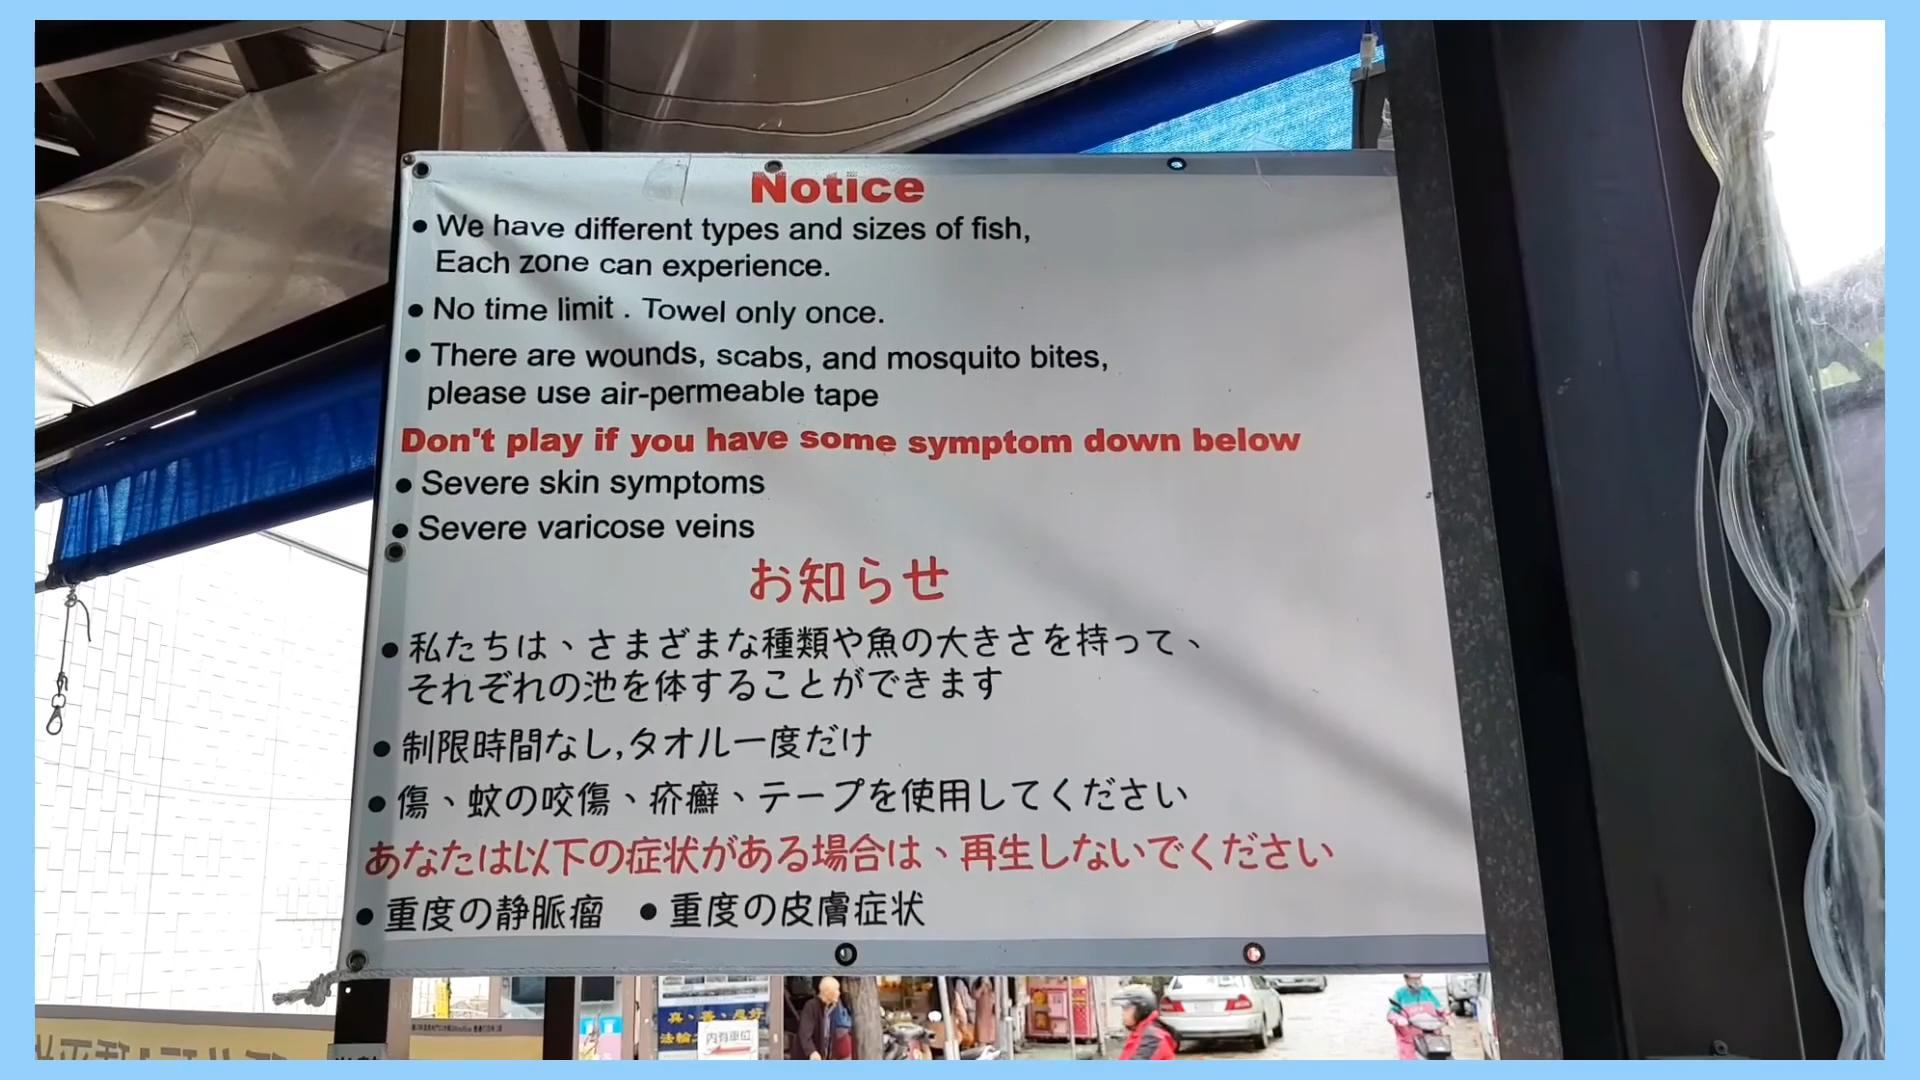 Notice
• We have different types and sizes of fish,
Each zone can experience.
• No time limit . Towel only once.
• There are wounds, scabs, and mosquito bites,
please use air-permeable tape
Don't play if you have some symptom down below
• Severe skin symptoms
• Severe varicose veins
お知らせ
• 私たちは、さまざまな種類や魚の大きさを持って、
それぞれの池を体することができます
• 制限時間なし,タオル一度だけ
• 傷、蚊の咬傷、疥癬、テープを使用してください
あなたは以下の症状がある場合は、再生しないでください
• 重度の静脈瘤 • 重度の皮膚症状
真、善、忍好
內有車位